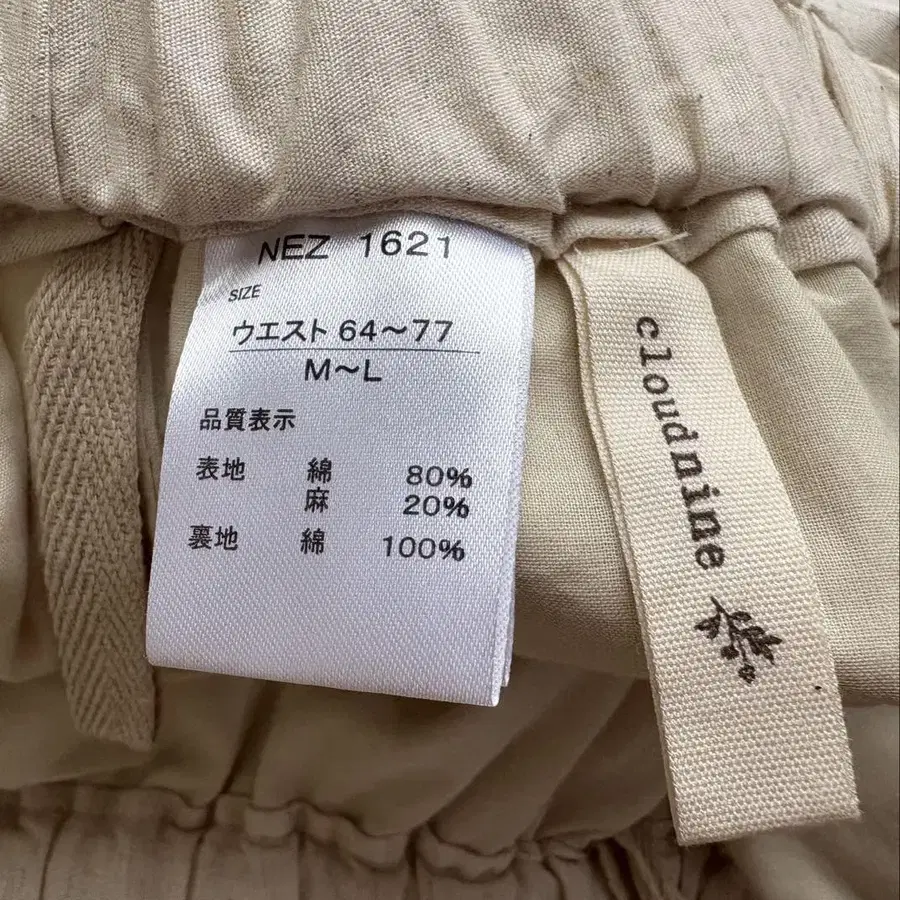 NEZ 1621
SIZE
ウエスト 64〜77
M〜L
品質表示
表地 綿 80%
麻 20%
裏地 綿 100%
cloudnine